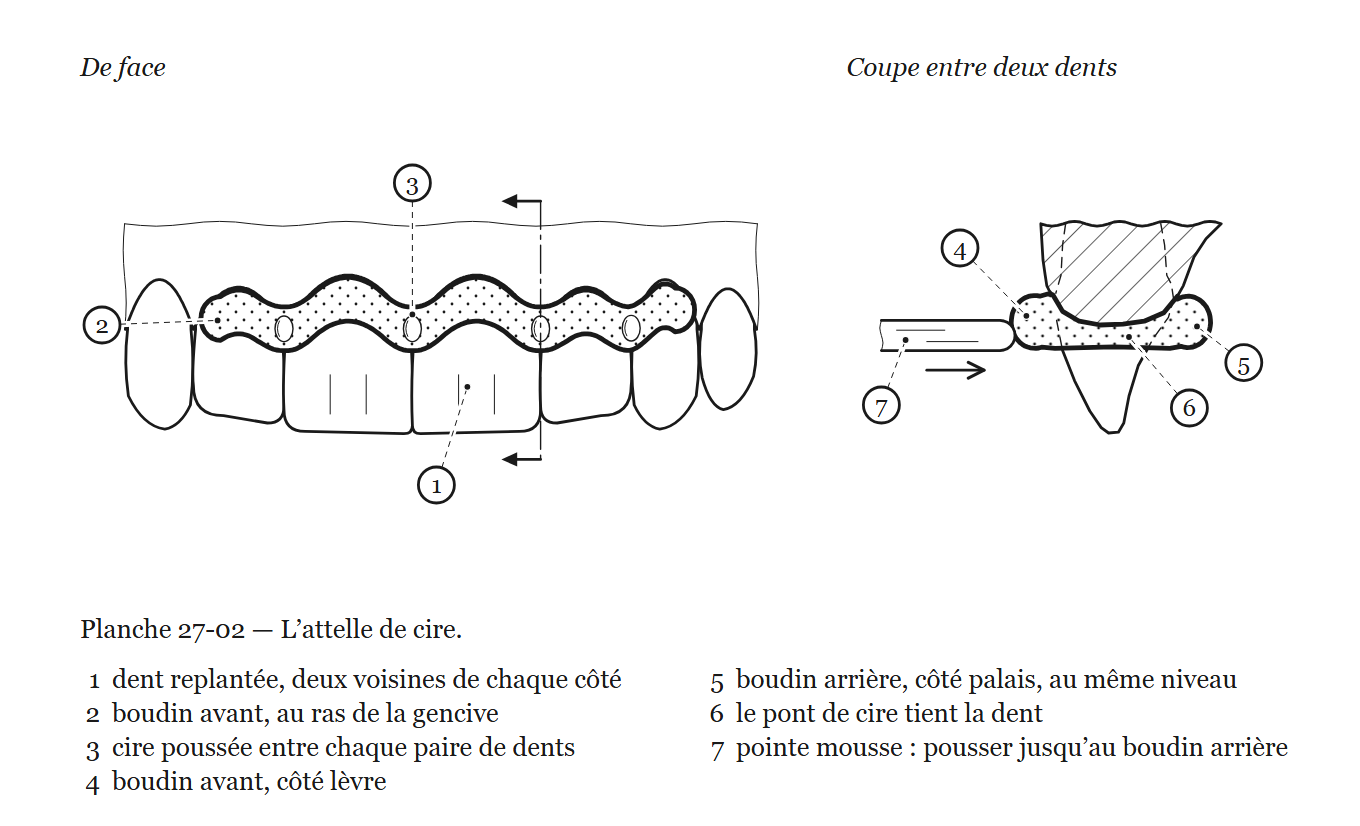 De face
Coupe entre deux dents
3
4
2
5
7
6
1
Planche 27-02 — L’attelle de cire.
1 dent replantée, deux voisines de chaque côté
2 boudin avant, au ras de la gencive
3 cire poussée entre chaque paire de dents
4 boudin avant, côté lèvre
5 boudin arrière, côté palais, au même niveau
6 le pont de cire tient la dent
7 pointe mousse : pousser jusqu’au boudin arrière